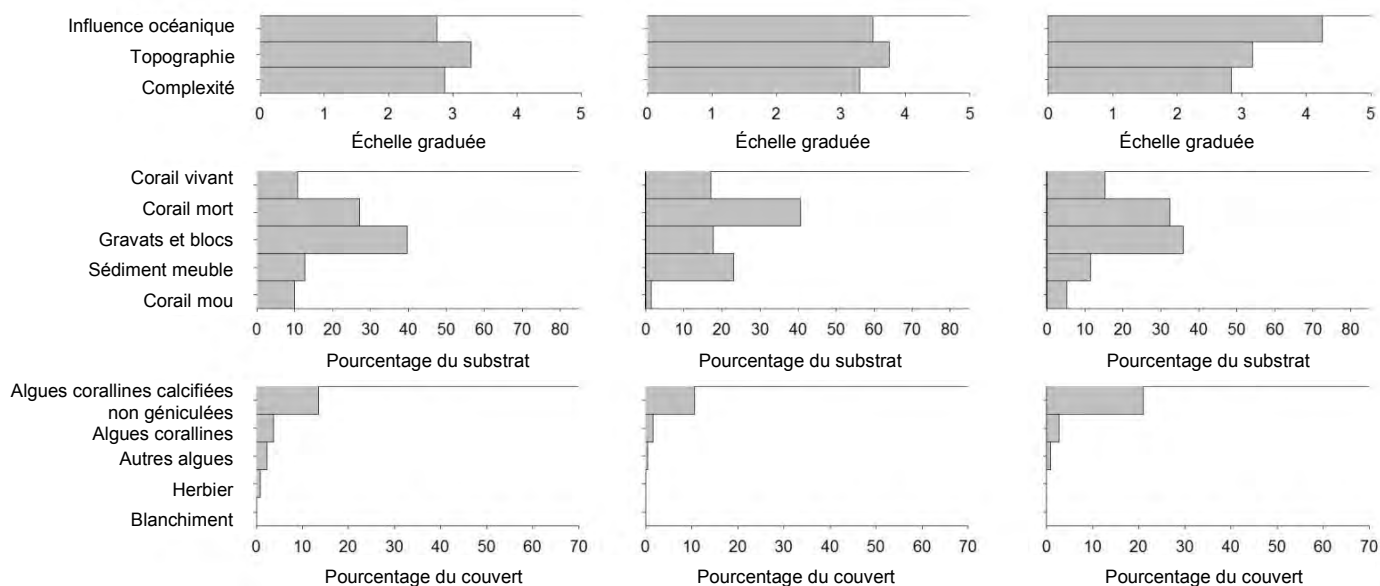 Influence océanique
Topographie
Complexité
0 1 2 3 4 5 0 1 2 3 4 5 0 1 2 3 4 5
Échelle graduée Échelle graduée Échelle graduée
Corail vivant
Corail mort
Gravats et blocs
Sédiment meuble
Corail mou
0 10 20 30 40 50 60 70 80 0 10 20 30 40 50 60 70 80 0 10 20 30 40 50 60 70 80
Pourcentage du substrat Pourcentage du substrat Pourcentage du substrat
Algues corallines calcifiées
non géniculées
Algues corallines
Autres algues
Herbier
Blanchiment
0 10 20 30 40 50 60 70 0 10 20 30 40 50 60 70 0 10 20 30 40 50 60 70
Pourcentage du couvert Pourcentage du couvert Pourcentage du couvert